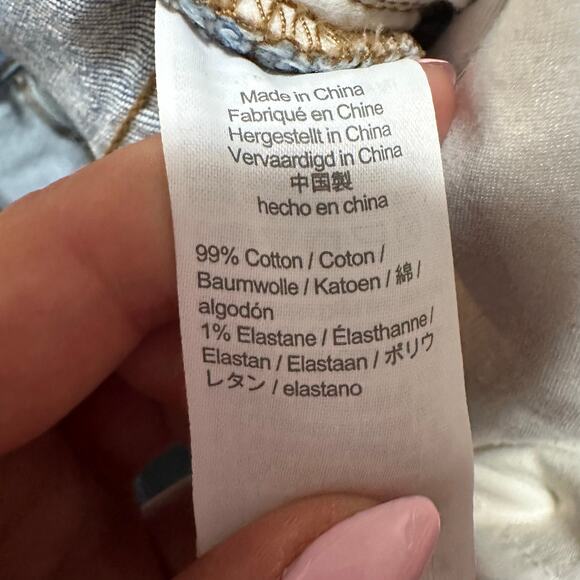 Made in China
Fabriqué en Chine
Hergestellt in China
Vervaardigd in China
中国製
hecho en china
99% Cotton / Coton /
Baumwolle / Katoen / 綿 /
algodón
1% Elastane / Élasthanne /
Elastan / Elastaan / ポリウ
レタン / elastano